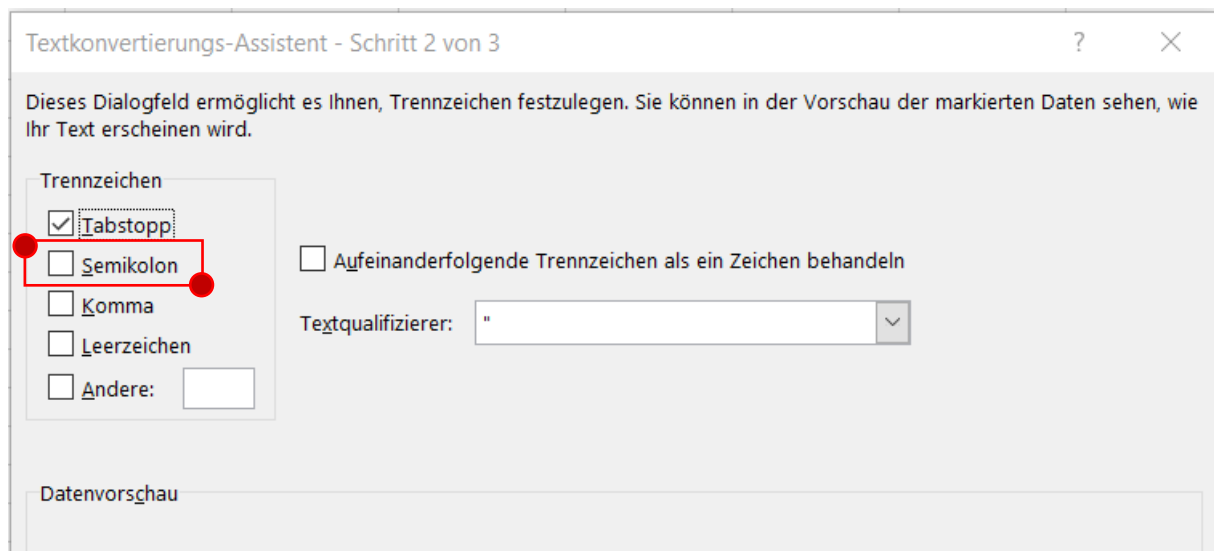 Textkonvertierungs-Assistent - Schritt 2 von 3
?
Dieses Dialogfeld ermöglicht es Ihnen, Trennzeichen festzulegen. Sie können in der Vorschau der markierten Daten sehen, wie
Ihr Text erscheinen wird.
Trennzeichen
Tabstopp
Semikolon
Komma
Leerzeichen
Andere:
Aufeinanderfolgende Trennzeichen als ein Zeichen behandeln
Textqualifizierer: "
Datenvorschau